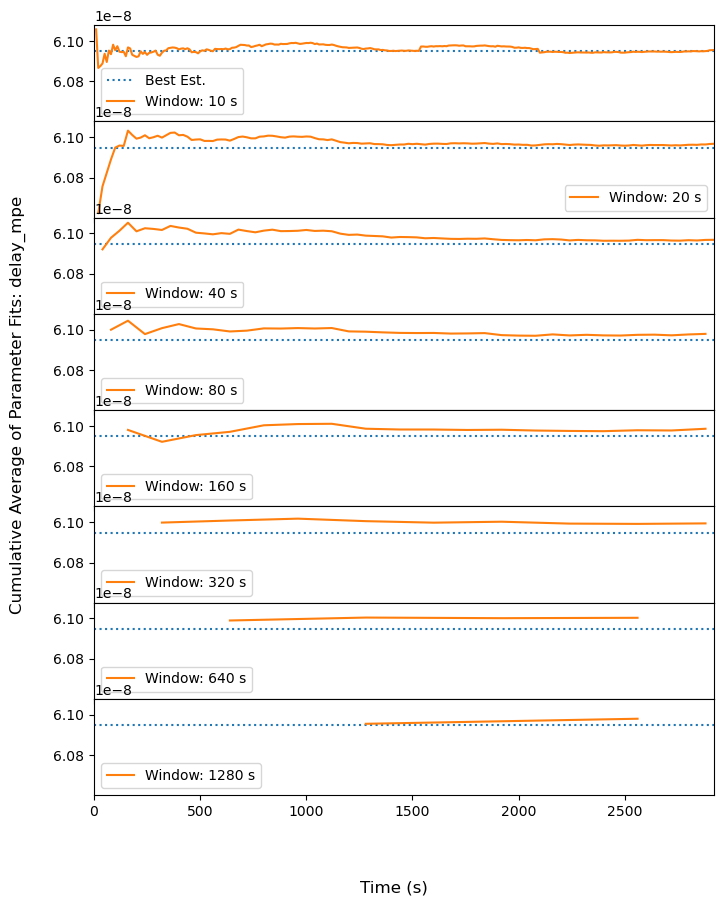 1e−8
6.10
6.08
Best Est.
Window: 10 s
1e−8
6.10
6.08
Window: 20 s
1e−8
6.10
6.08
Window: 40 s
1e−8
6.10
6.08
Window: 80 s
1e−8
6.10
6.08
Window: 160 s
1e−8
6.10
6.08
Window: 320 s
1e−8
6.10
6.08
Window: 640 s
1e−8
6.10
6.08
Window: 1280 s
0 500 1000 1500 2000 2500
Time (s)
Cumulative Average of Parameter Fits: delay_mpe